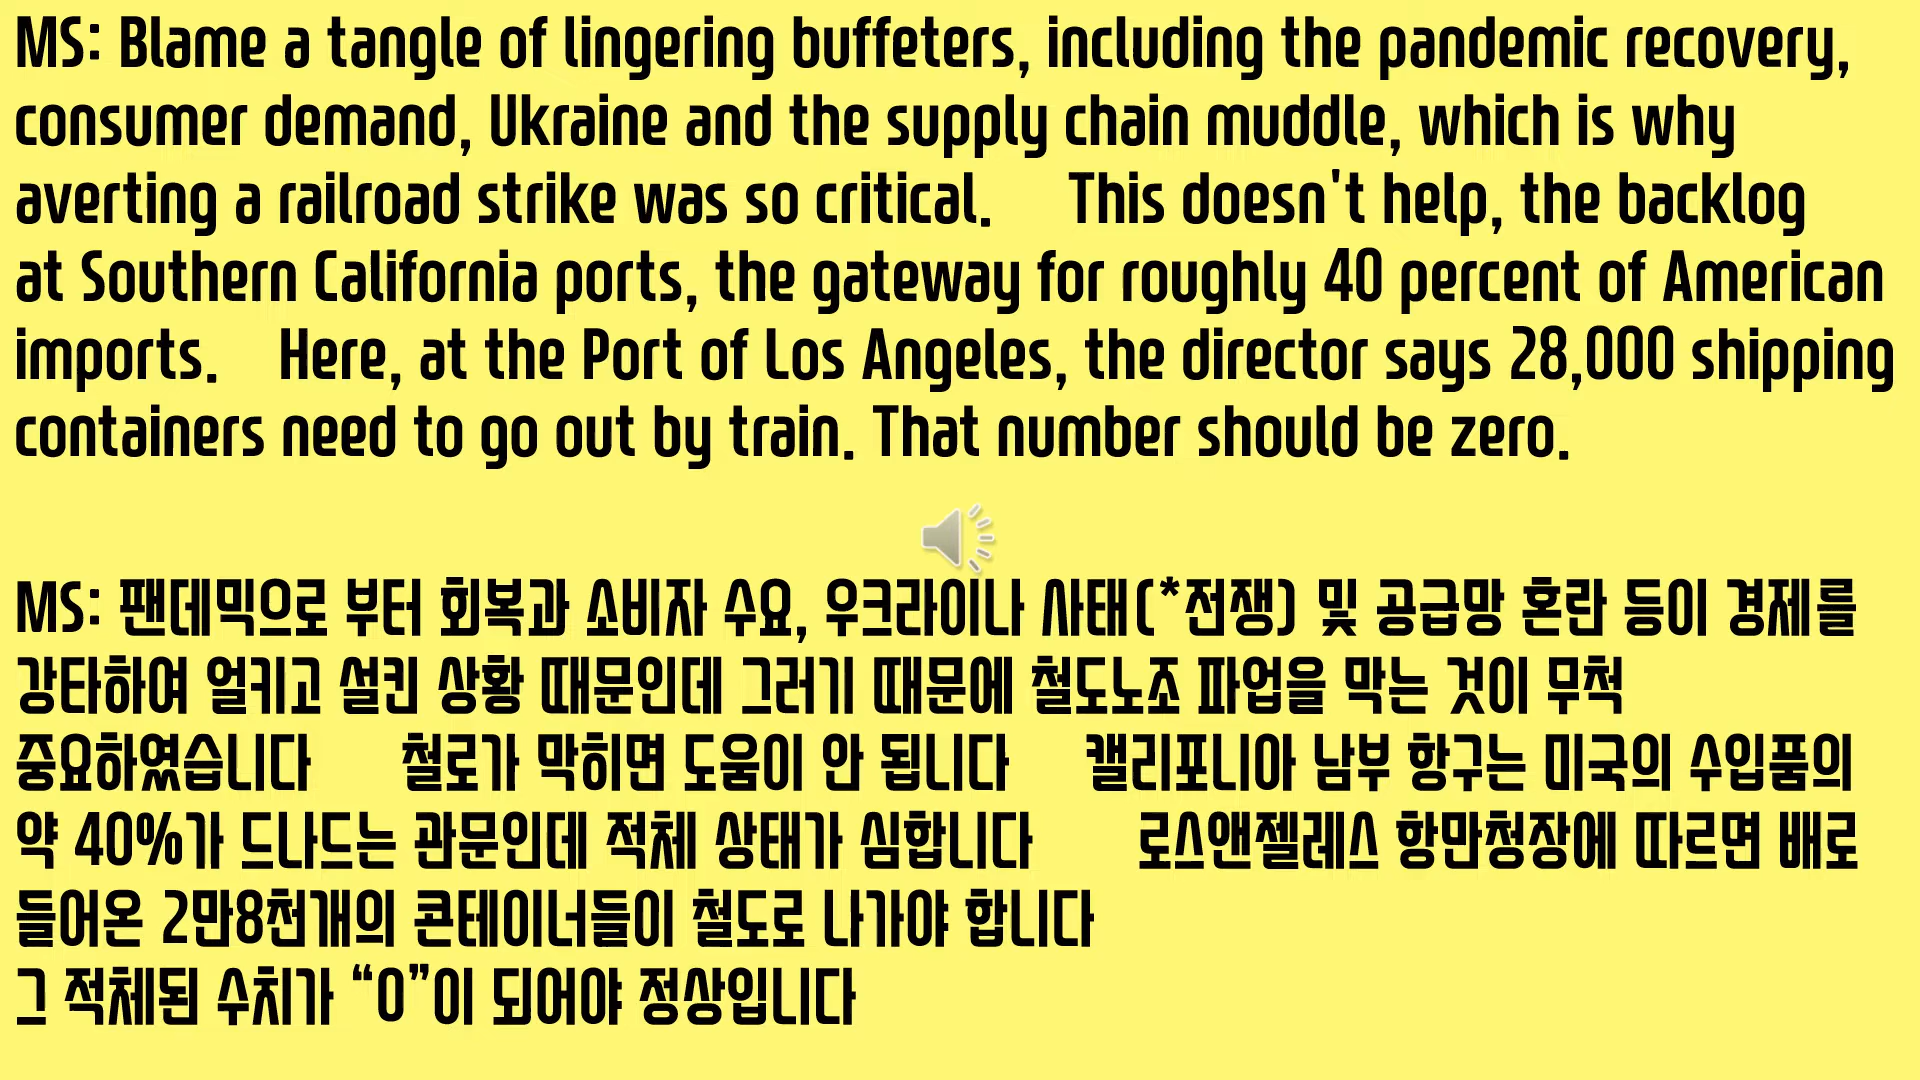 MS: Blame a tangle of lingering buffeters, including the pandemic recovery,
consumer demand, Ukraine and the supply chain muddle, which is why
averting a railroad strike was so critical. This doesn't help, the backlog
at Southern California ports, the gateway for roughly 40 percent of American
imports. Here, at the Port of Los Angeles, the director says 28,000 shipping
containers need to go out by train. That number should be zero.
MS: 팬데믹으로 부터 회복과 소비자 수요, 우크라이나 사태(*전쟁) 및 공급망 혼란 등이 경제를
강타하여 얼키고 설킨 상황 때문인데 그러기 때문에 철도노조 파업을 막는 것이 무척
중요하였습니다 철로가 막히면 도움이 안 됩니다 캘리포니아 남부 항구는 미국의 수입품의
약 40%가 드나드는 관문인데 적체 상태가 심합니다 로스앤젤레스 항만청장에 따르면 배로
들어온 2만8천개의 콘테이너들이 철도로 나가야 합니다
그 적체된 수치가 “0”이 되어야 정상입니다